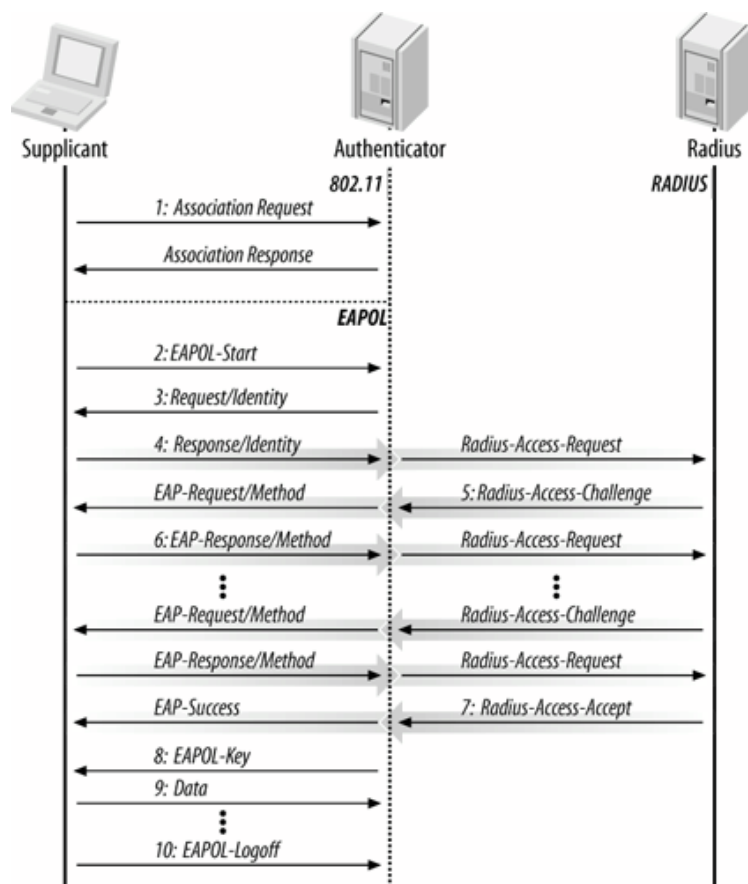 Supplicant
Authenticator
Radius
802.11
RADIUS
1: Association Request
Association Response
EAPOL
2: EAPOL-Start
3: Request/Identity
4: Response/Identity
Radius-Access-Request
EAP-Request/Method
5: Radius-Access-Challenge
6: EAP-Response/Method
Radius-Access-Request
EAP-Request/Method
Radius-Access-Challenge
EAP-Response/Method
Radius-Access-Request
EAP-Success
7: Radius-Access-Accept
8: EAPOL-Key
9: Data
10: EAPOL-Logoff